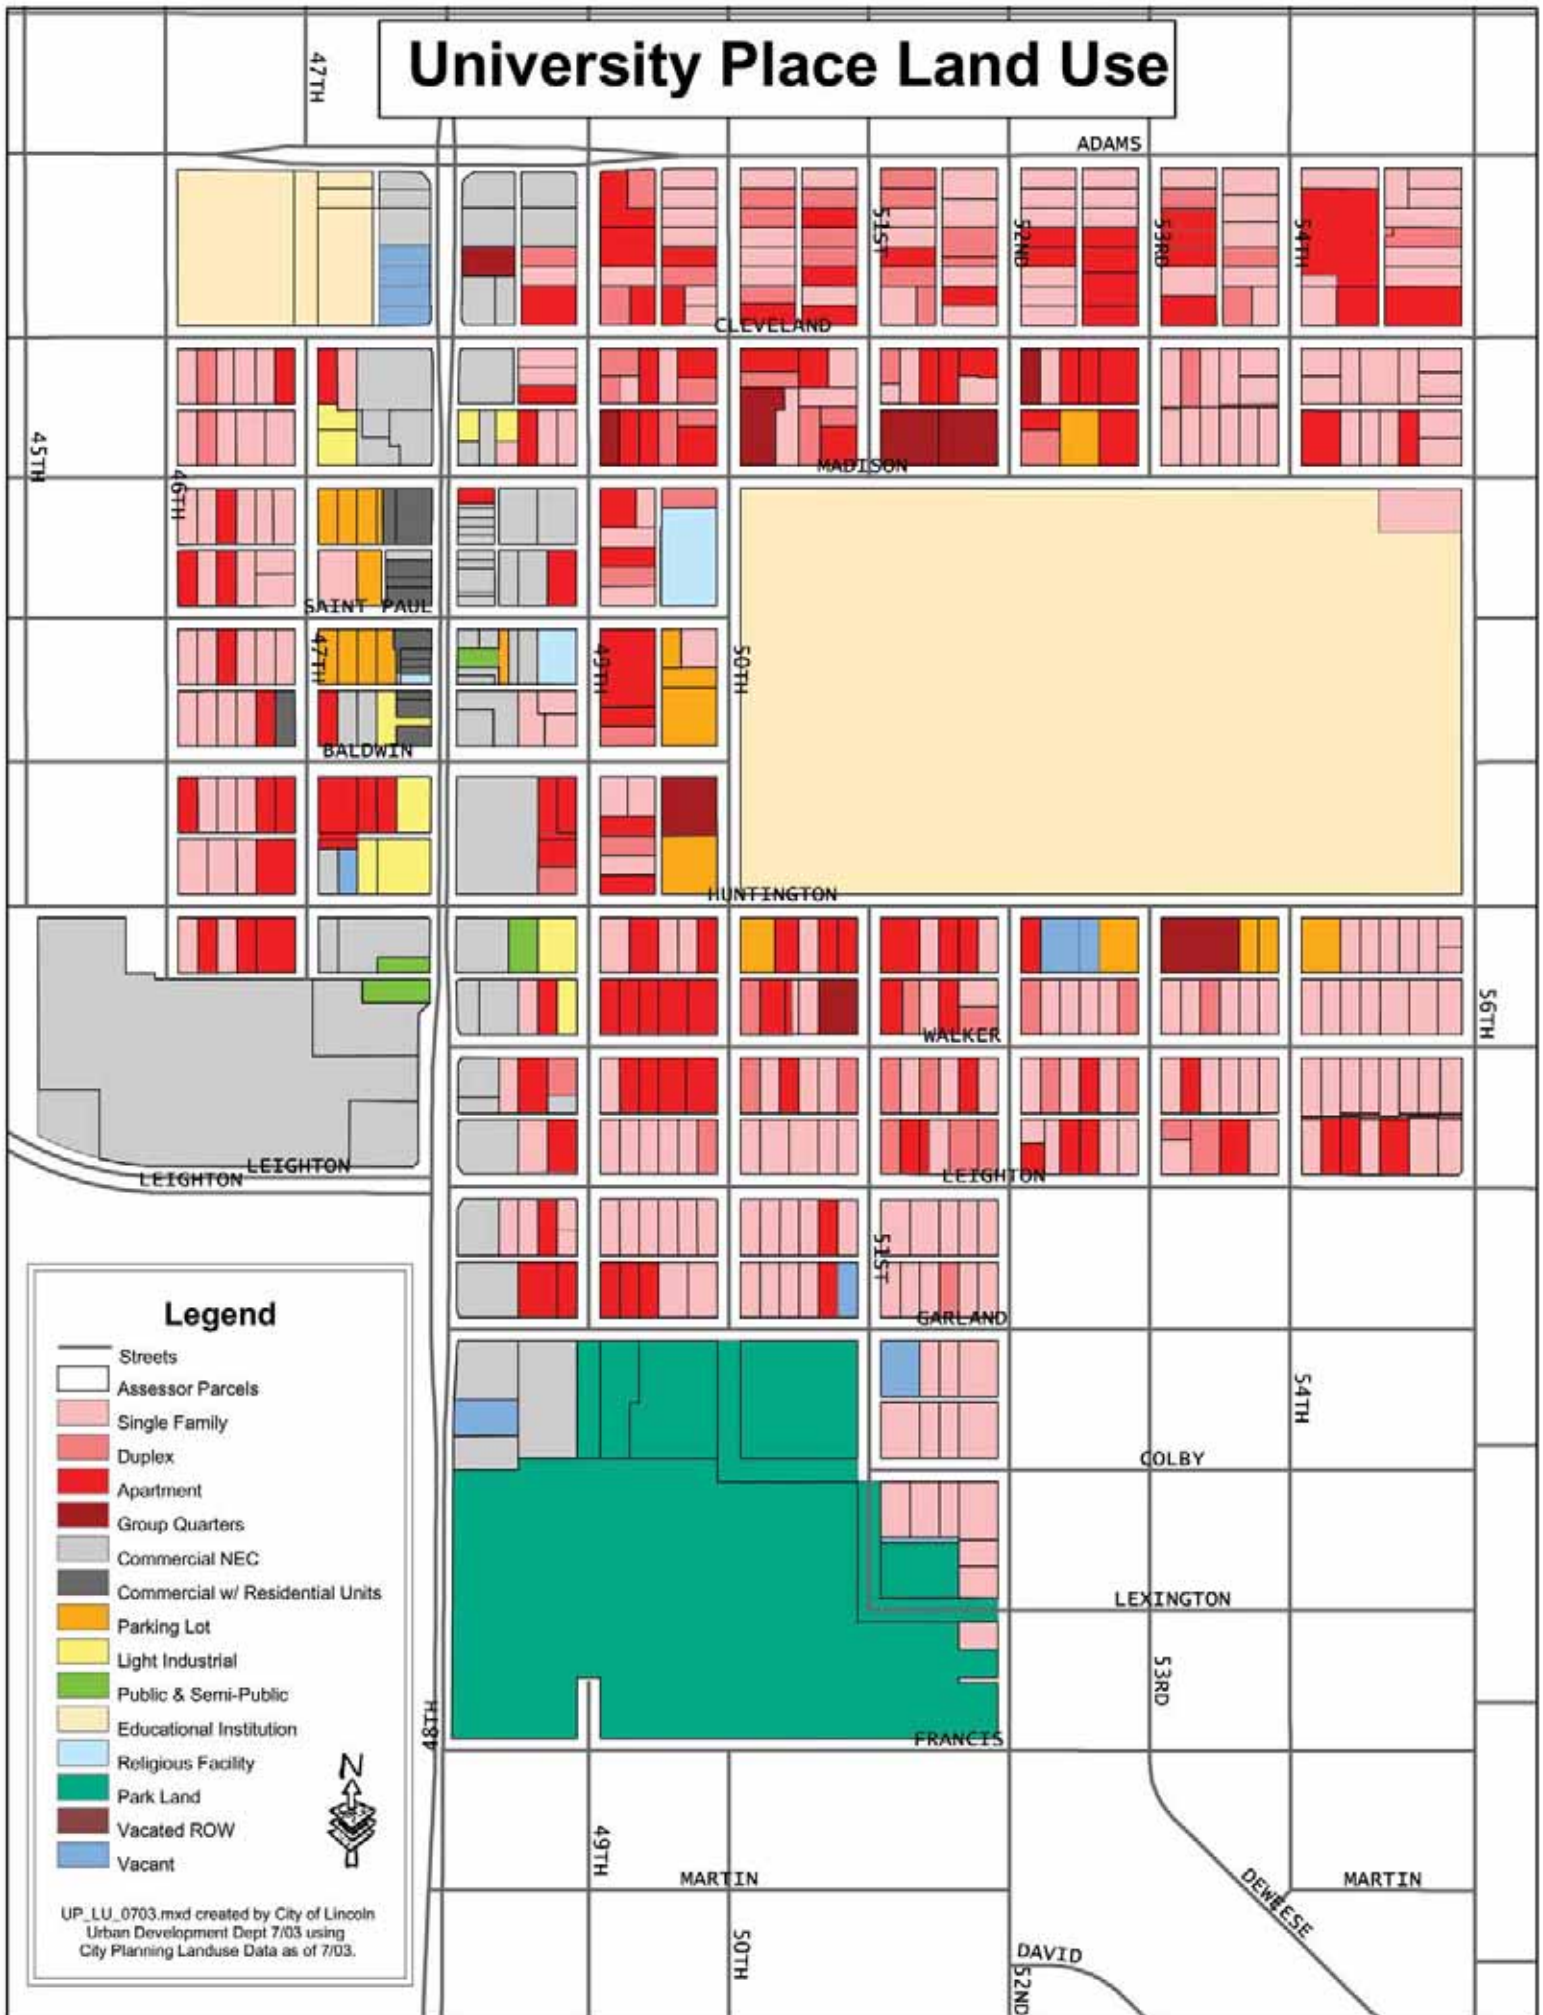 University Place Land Use
47TH
ADAMS
51ST
52ND
53RD
54TH
CLEVELAND
45TH
46TH
MADISON
SAINT PAUL
47TH
49TH
50TH
BALDWIN
HUNTINGTON
56TH
WALKER
LEIGHTON
LEIGHTON
LEIGHTON
51ST
GARLAND
54TH
COLBY
LEXINGTON
53RD
48TH
FRANCIS
49TH
MARTIN
DEWEESE
MARTIN
50TH
DAVID
52ND
Legend
Streets
Assessor Parcels
Single Family
Duplex
Apartment
Group Quarters
Commercial NEC
Commercial w/ Residential Units
Parking Lot
Light Industrial
Public & Semi-Public
Educational Institution
Religious Facility
Park Land
Vacated ROW
Vacant
N
UP_LU_0703.mxd created by City of Lincoln
Urban Development Dept 7/03 using
City Planning Landuse Data as of 7/03.